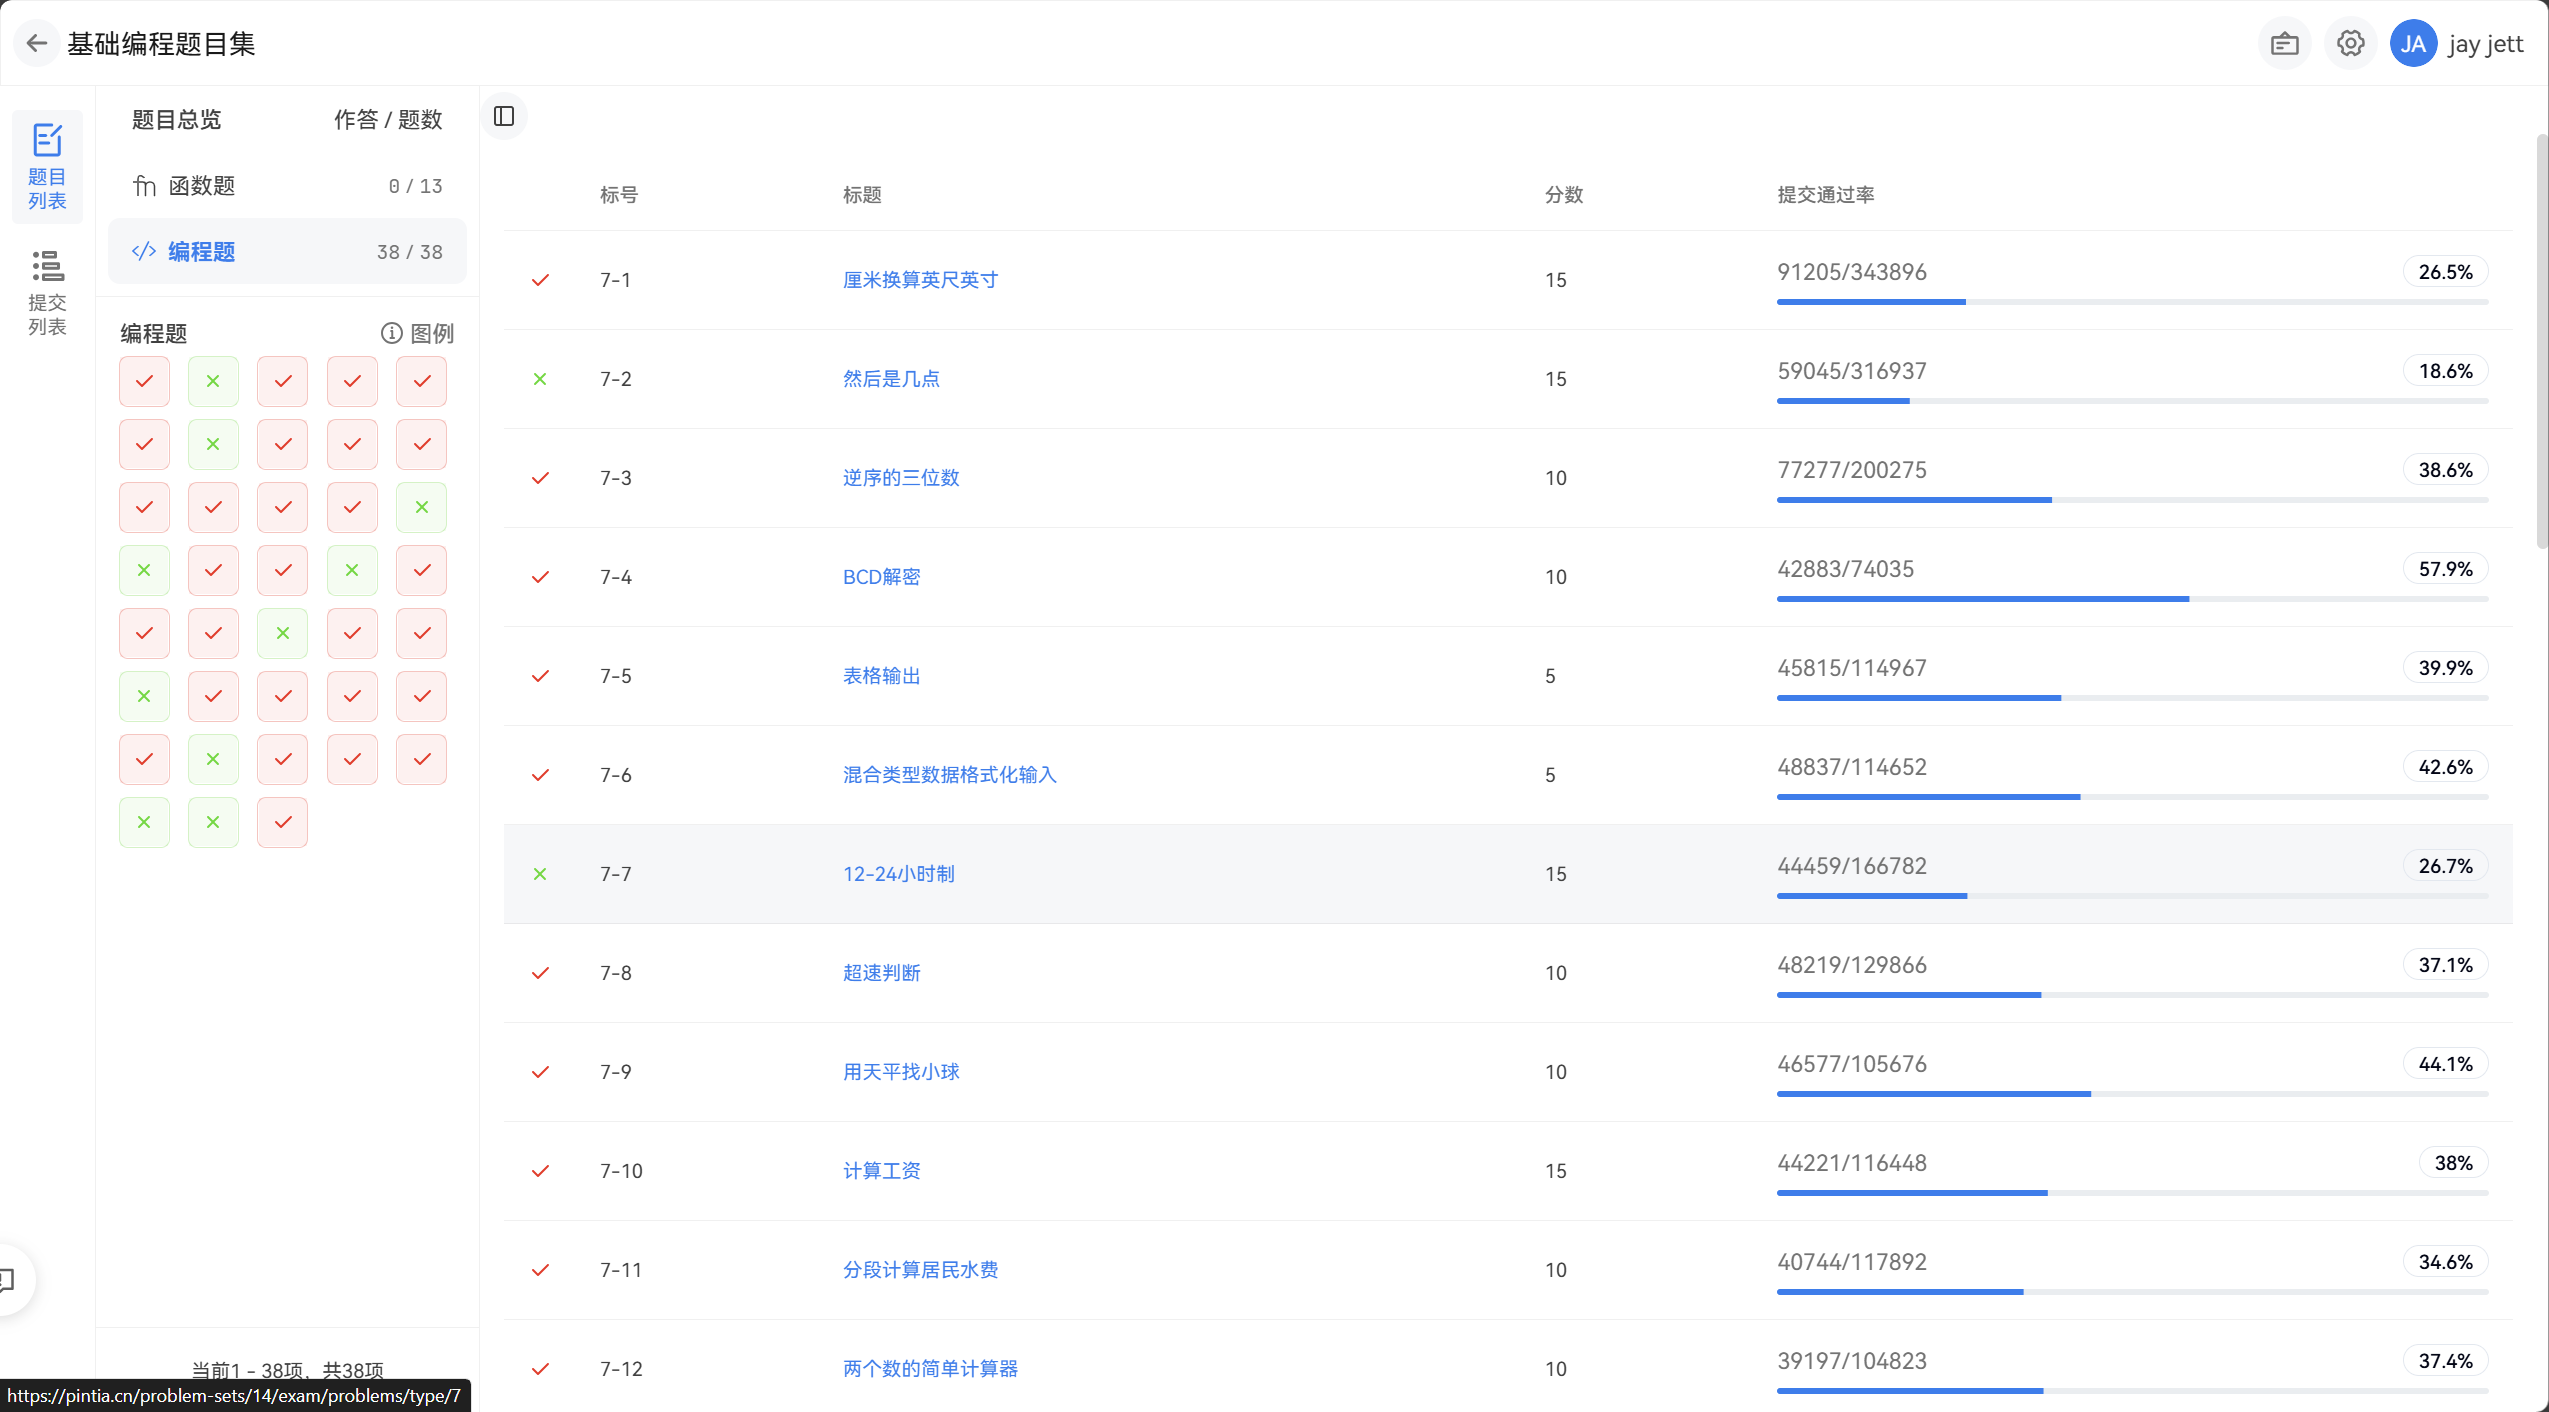 基础编程题目集
JA jay jett
题目列表
提交列表
题目总览 作答 / 题数
fn 函数题 0 / 13
</> 编程题 38 / 38
编程题 图例
当前1 - 38项，共38项
https://pintia.cn/problem-sets/14/exam/problems/type/7
标号 标题 分数 提交通过率
7-1 厘米换算英尺英寸 15 91205/343896 26.5%
7-2 然后是几点 15 59045/316937 18.6%
7-3 逆序的三位数 10 77277/200275 38.6%
7-4 BCD解密 10 42883/74035 57.9%
7-5 表格输出 5 45815/114967 39.9%
7-6 混合类型数据格式化输入 5 48837/114652 42.6%
7-7 12-24小时制 15 44459/166782 26.7%
7-8 超速判断 10 48219/129866 37.1%
7-9 用天平找小球 10 46577/105676 44.1%
7-10 计算工资 15 44221/116448 38%
7-11 分段计算居民水费 10 40744/117892 34.6%
7-12 两个数的简单计算器 10 39197/104823 37.4%